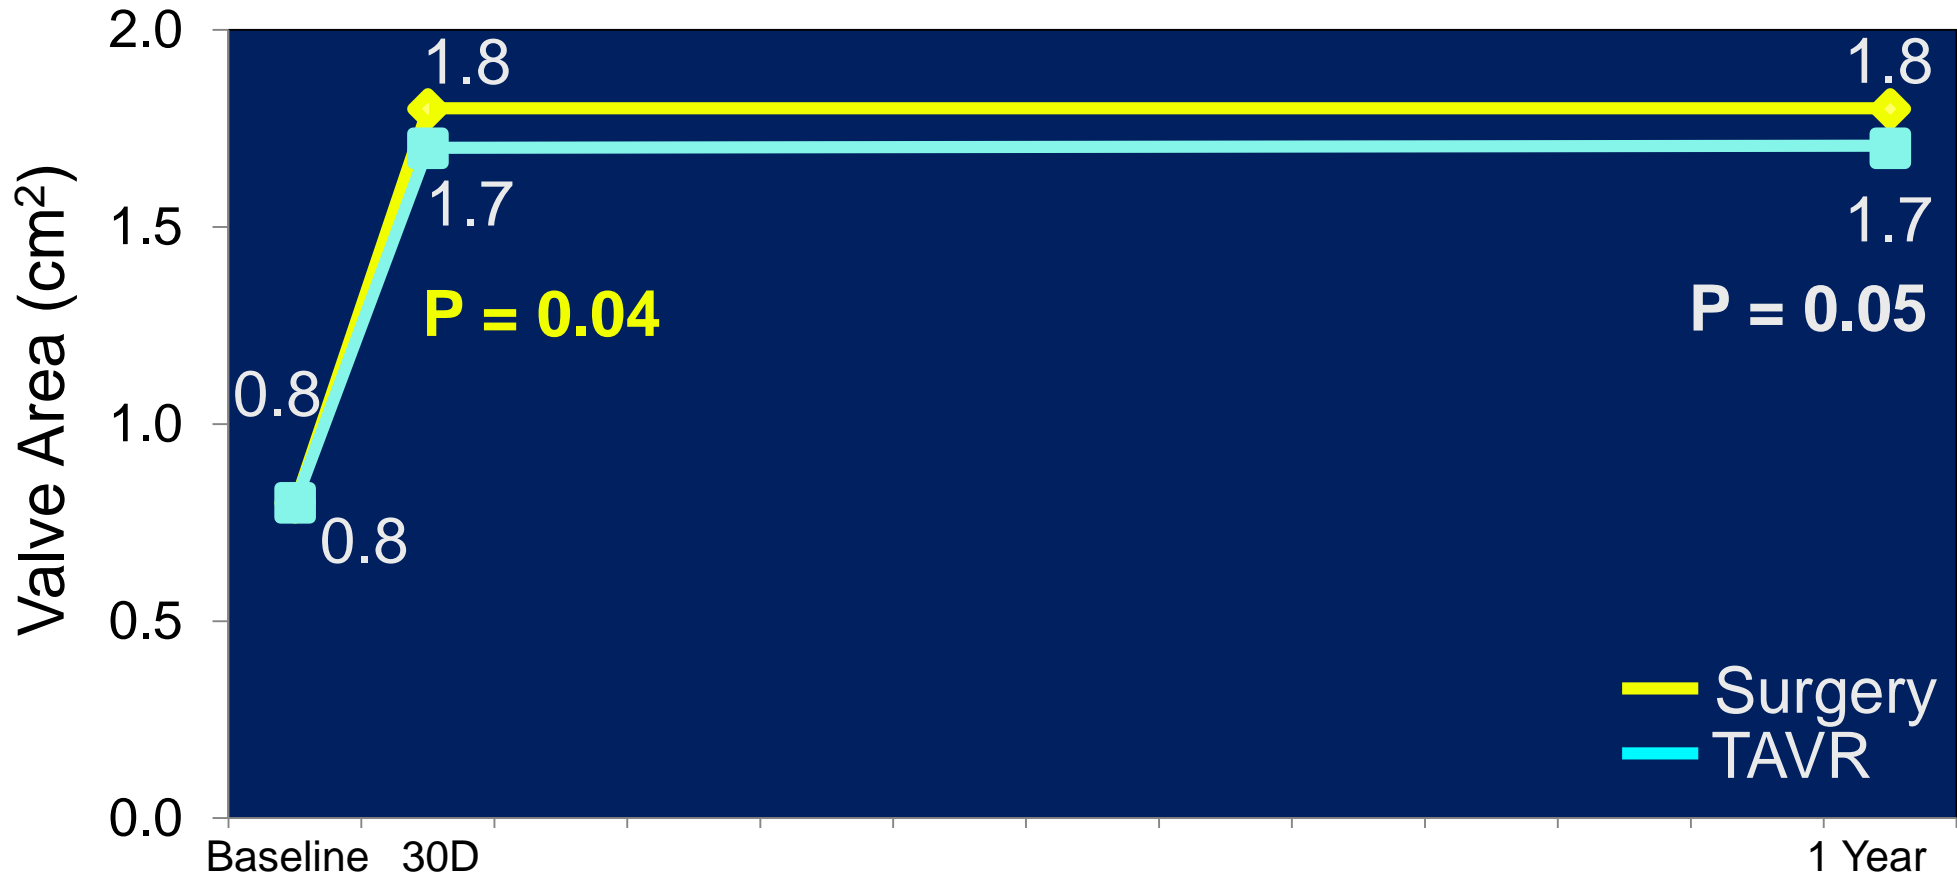 Valve Area (cm²)
2.0
1.5
1.0
0.5
0.0
1.8
1.8
1.7
1.7
P = 0.04
P = 0.05
0.8
0.8
Surgery
TAVR
Baseline 30D 1 Year